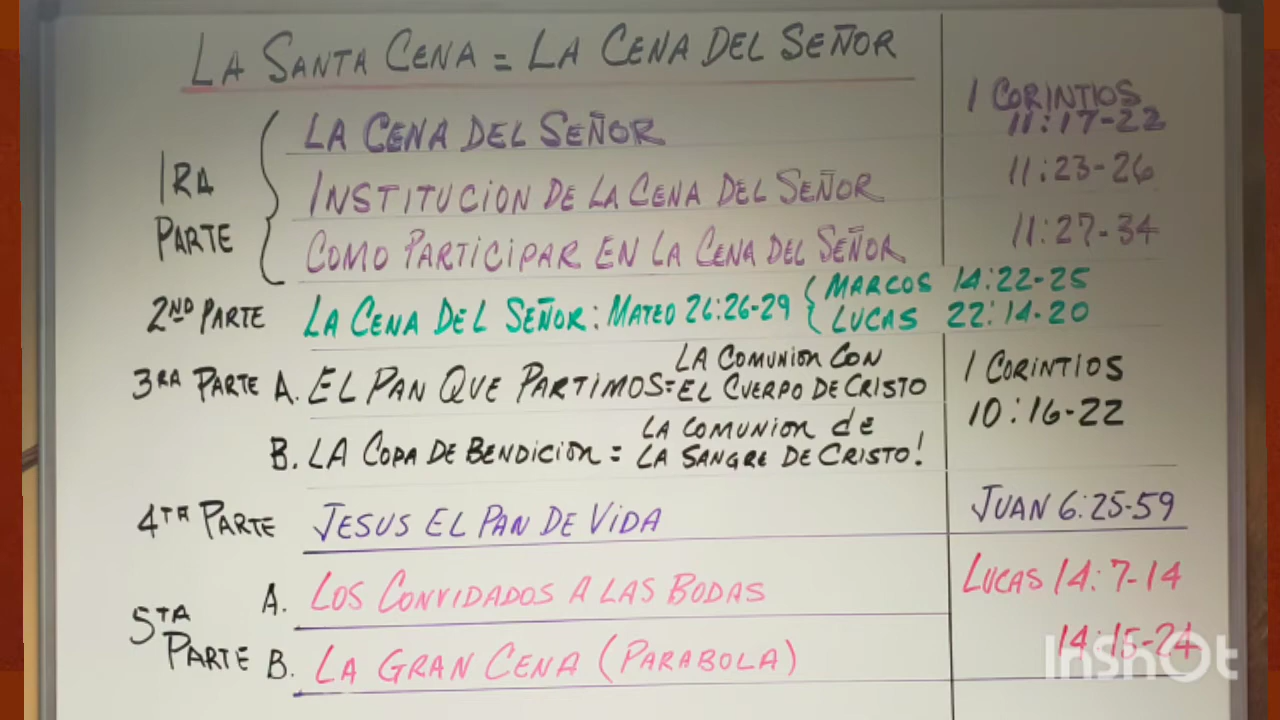 LA SANTA CENA = LA CENA DEL SEÑOR
1RA PARTE { LA CENA DEL SEÑOR 1 CORINTIOS 11:17-22
INSTITUCION DE LA CENA DEL SEÑOR 11:23-26
COMO PARTICIPAR EN LA CENA DEL SEÑOR 11:27-34
2ND PARTE LA CENA DEL SEÑOR: MATEO 26:26-29 { MARCOS 14:22-25
LUCAS 22:14-20
3RA PARTE A. EL PAN QUE PARTIMOS = LA COMUNION CON EL CUERPO DE CRISTO 1 CORINTIOS 10:16-22
B. LA COPA DE BENDICION = LA COMUNION de LA SANGRE DE CRISTO!
4TA PARTE JESUS EL PAN DE VIDA JUAN 6:25-59
5TA PARTE A. LOS CONVIDADOS A LAS BODAS LUCAS 14:7-14
B. LA GRAN CENA (PARABOLA) 14:15-24
InShOt